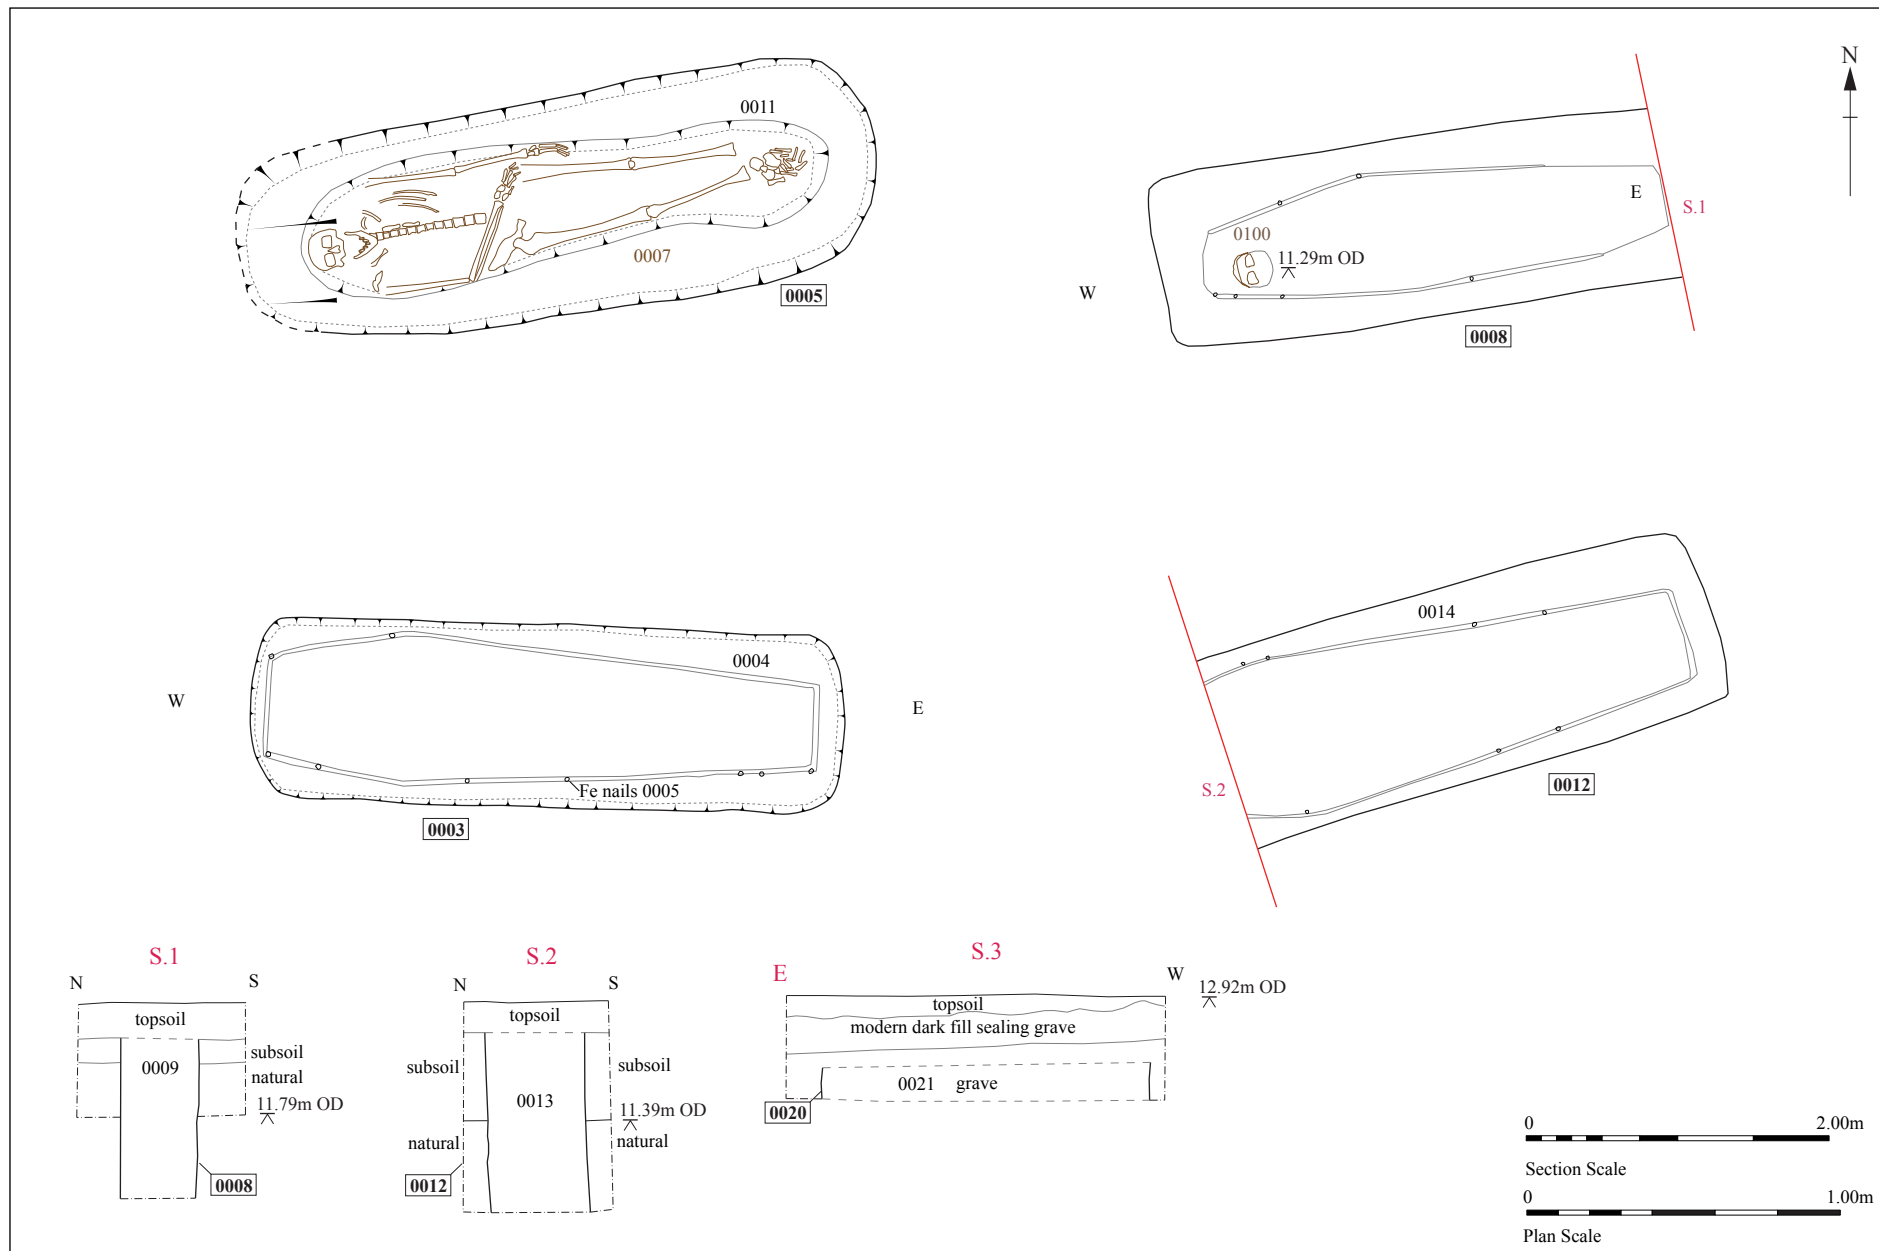 N
0011
0007
0005
E
S.1
0100
11.29m OD
W
0008
0014
S.2
0012
0004
W
E
Fe nails 0005
0003
S.1
N
S
topsoil
0009
subsoil
natural
11.79m OD
0008
S.2
N
S
topsoil
subsoil
subsoil
0013
11.39m OD
natural
natural
0012
S.3
E
W
12.92m OD
topsoil
modern dark fill sealing grave
0021 grave
0020
0 2.00m
Section Scale
0 1.00m
Plan Scale